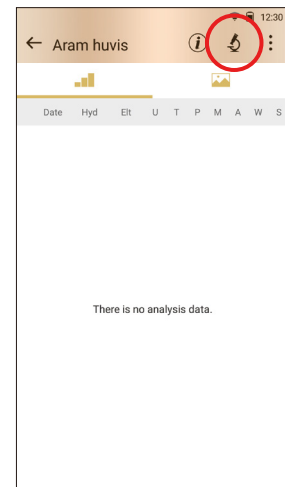 12:30
Aram huvis
Date Hyd Elt U T P M A W S
There is no analysis data.